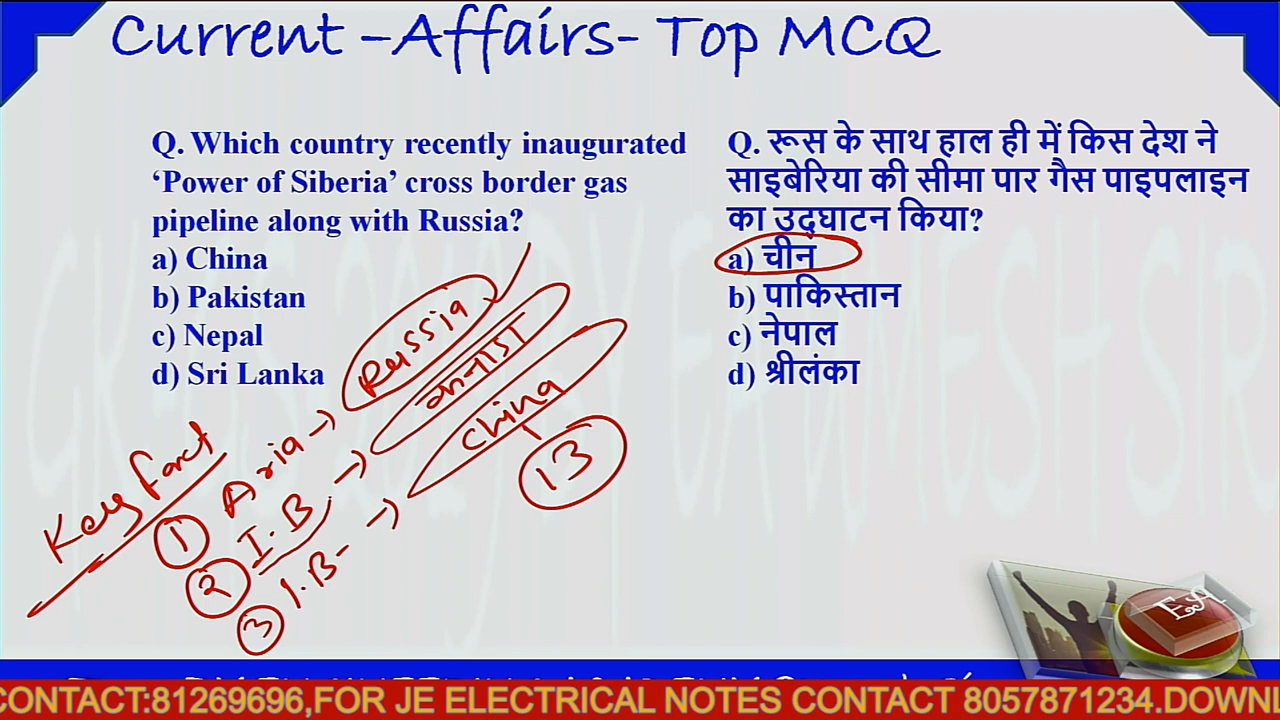 Current –Affairs- Top MCQ
Q. Which country recently inaugurated
‘Power of Siberia’ cross border gas
pipeline along with Russia?
a) China
b) Pakistan
c) Nepal
d) Sri Lanka
Q. रूस के साथ हाल ही में किस देश ने
साइबेरिया की सीमा पार गैस पाइपलाइन
का उद्घाटन किया?
a) चीन
b) पाकिस्तान
c) नेपाल
d) श्रीलंका
Key fact
1 Aria → Russia
2 I.B →
3 I.B- → China
13
E.A
CONTACT:81269696,FOR JE ELECTRICAL NOTES CONTACT 8057871234.DOWNL